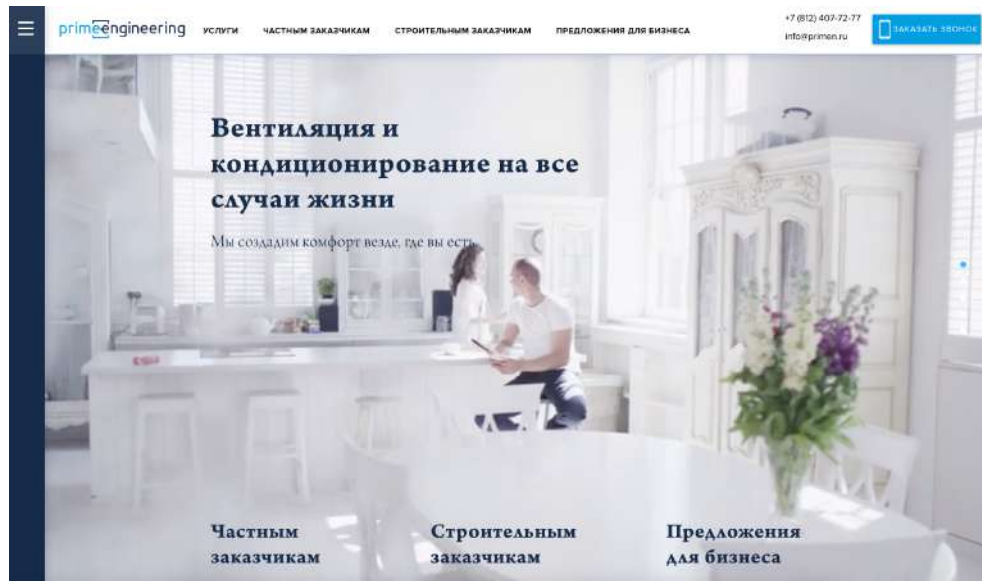 primeengineering
УСЛУГИ
ЧАСТНЫМ ЗАКАЗЧИКАМ
СТРОИТЕЛЬНЫМ ЗАКАЗЧИКАМ
ПРЕДЛОЖЕНИЯ ДЛЯ БИЗНЕСА
+7 (812) 407-72-77
info@primen.ru
ЗАКАЗАТЬ ЗВОНОК
Вентиляция и
кондиционирование на все
случаи жизни
Мы создадим комфорт везде, где вы есть
Частным
заказчикам
Строительным
заказчикам
Предложения
для бизнеса